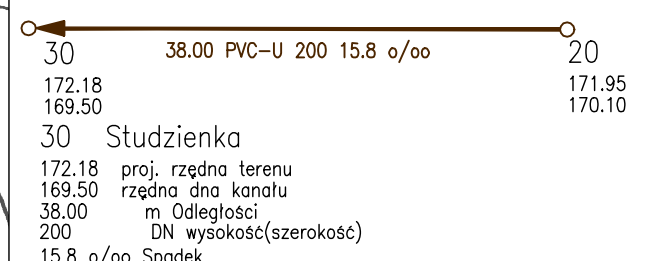 30 38.00 PVC-U 200 15.8 o/oo 20
172.18 171.95
169.50 170.10
30 Studzienka
172.18 proj. rzędna terenu
169.50 rzędna dna kanału
38.00 m Odległości
200 DN wysokość(szerokość)
15.8 o/oo Spadek